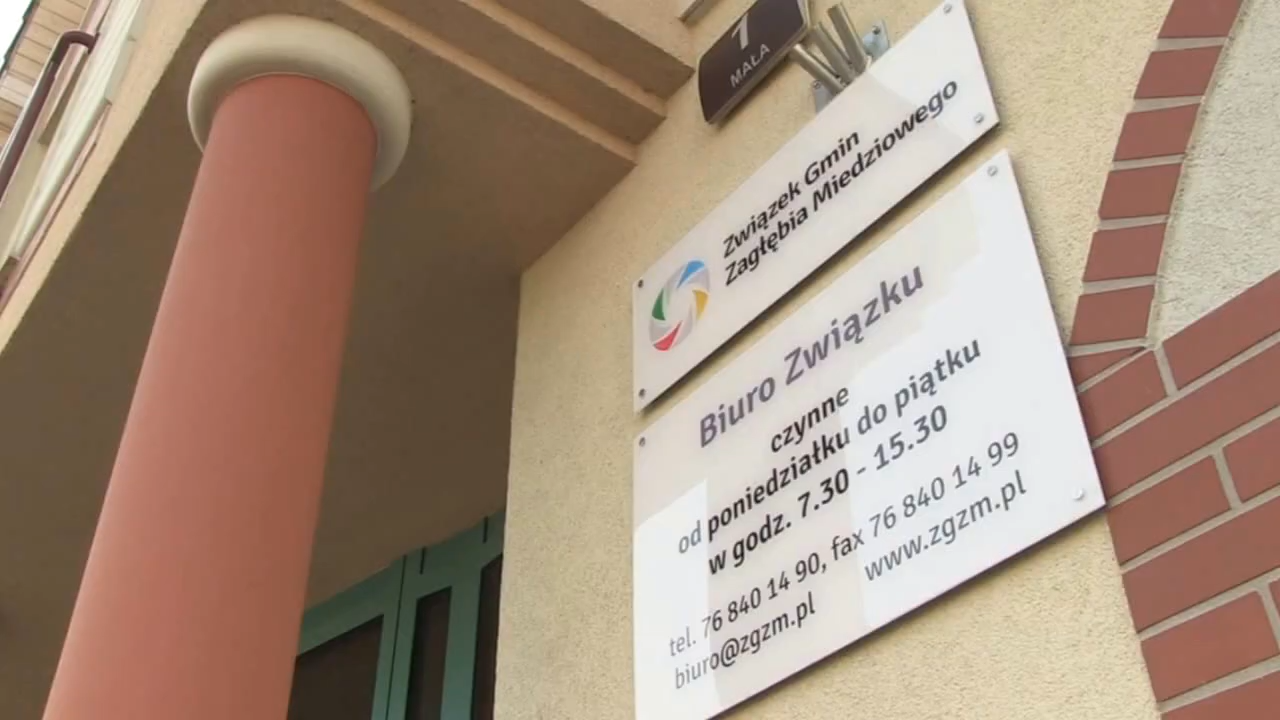 1
MAŁA
Związek Gmin
Zagłębia Miedziowego
Biuro Związku
czynne
od poniedziałku do piątku
w godz. 7.30 - 15.30
tel. 76 840 14 90, fax 76 840 14 99
biuro@zgzm.pl www.zgzm.pl